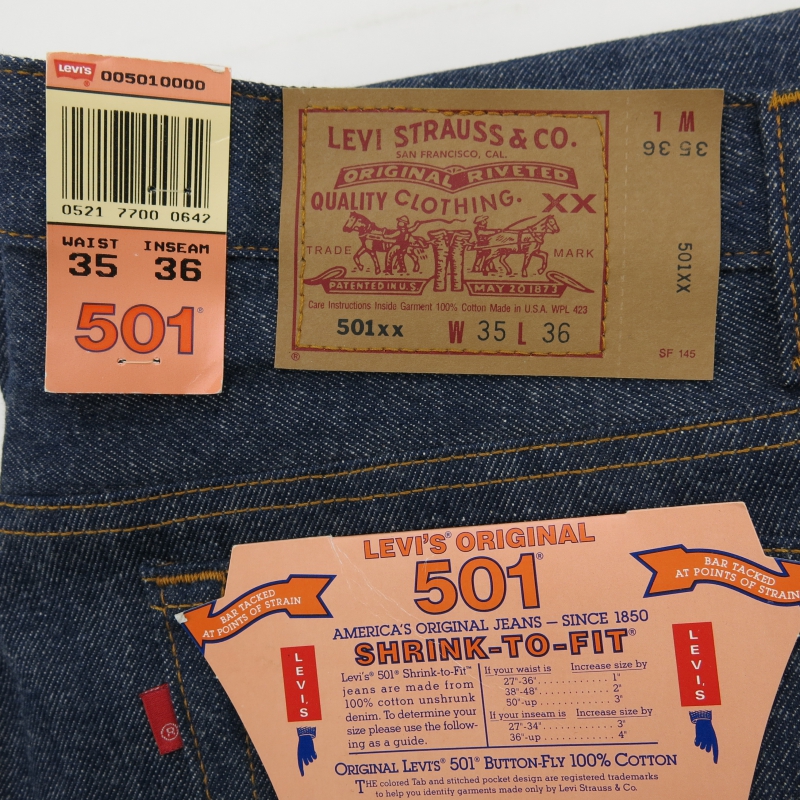 Levi's 005010000
0521 7700 0642
WAIST INSEAM
35 36
501®
LEVI STRAUSS & CO.
SAN FRANCISCO, CAL.
ORIGINAL RIVETED
QUALITY CLOTHING. XX
TRADE MARK
PATENTED IN U.S. MAY 20 1873
Care Instructions Inside Garment 100% Cotton Made in U.S.A. WPL 423
501xx W 35 L 36
®
W L
35 36
501XX
SF 145
LEVI'S® ORIGINAL
501®
BAR TACKED
AT POINTS OF STRAIN
BAR TACKED
AT POINTS OF STRAIN
AMERICA'S ORIGINAL JEANS – SINCE 1850
SHRINK-TO-FIT®
LEVI'S
LEVI'S
Levi's® 501® Shrink-to-Fit™
jeans are made from
100% cotton unshrunk
denim. To determine your
size please use the follow-
ing as a guide.
If your waist is Increase size by
27"-36"............1"
38"-48"............2"
50"-up............3"
If your inseam is Increase size by
27"-34"............3"
36"-up............4"
ORIGINAL LEVI'S® 501® BUTTON-FLY 100% COTTON
THE colored Tab and stitched pocket design are registered trademarks
to help you identify garments made only by Levi Strauss & Co.
®